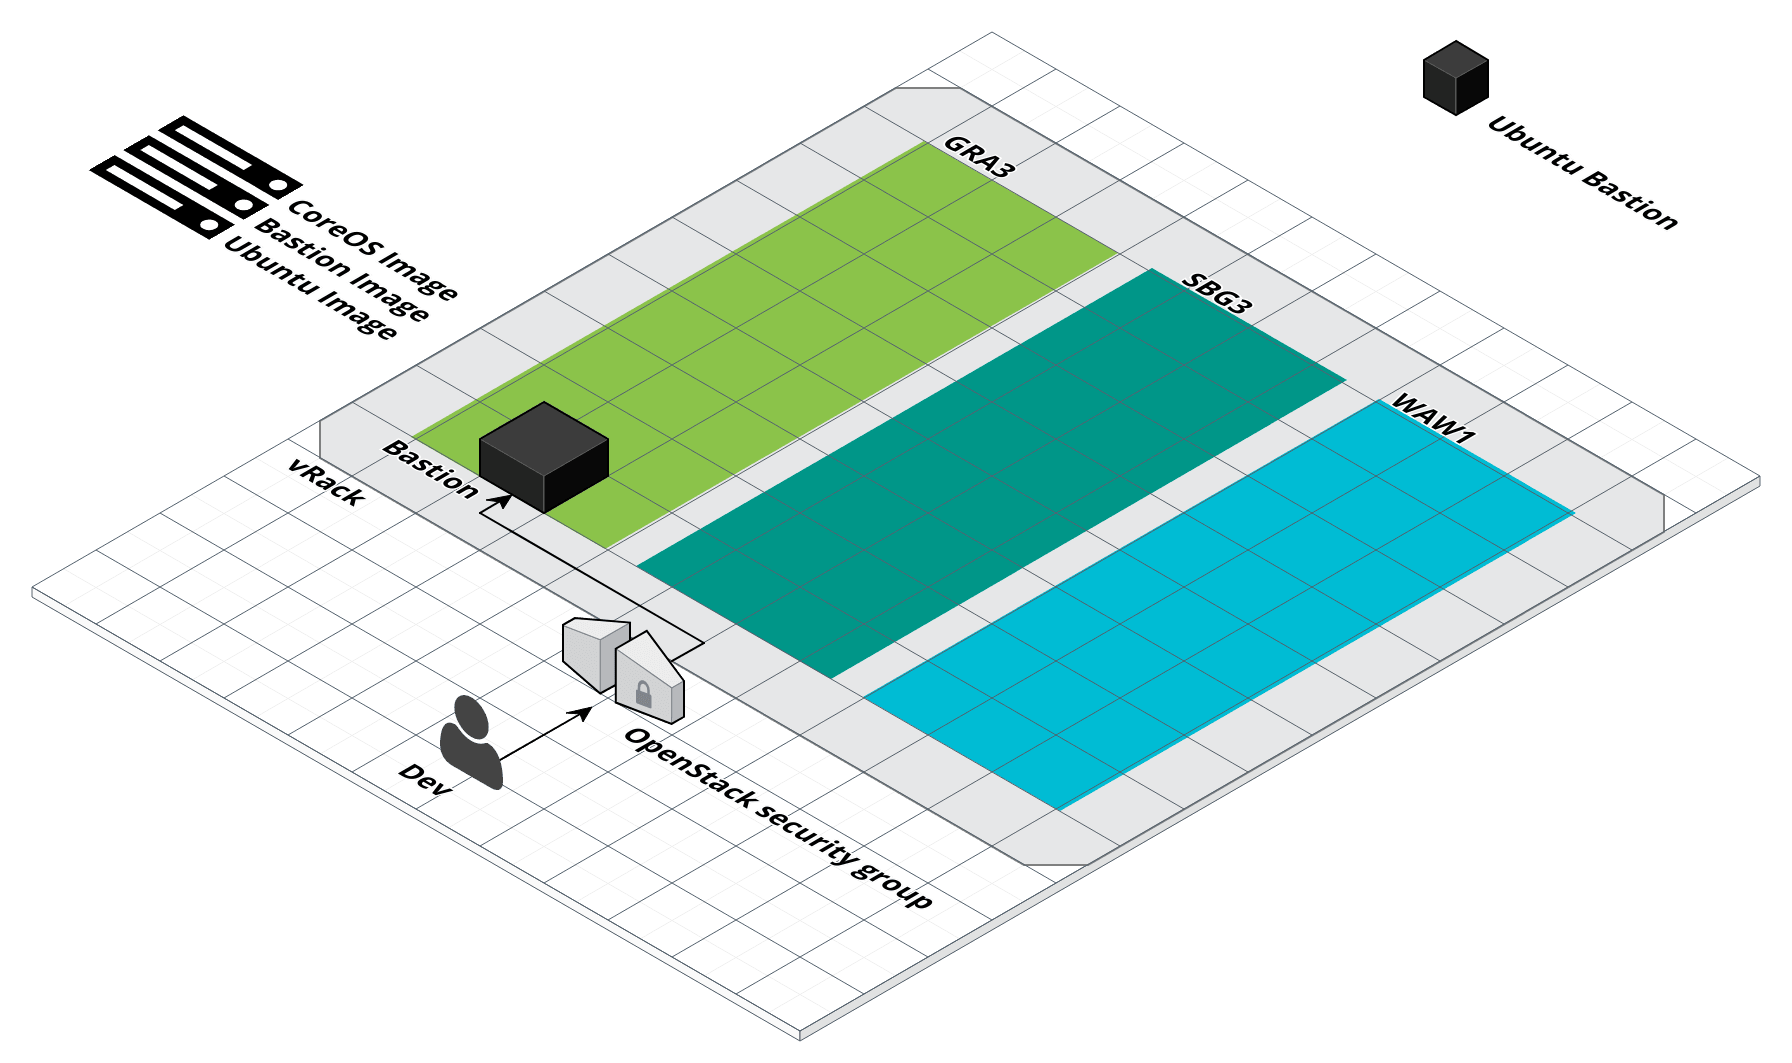 Ubuntu Bastion
GRA3
CoreOS Image
Bastion Image
Ubuntu Image
SBG3
WAW1
Bastion
vRack
Dev
OpenStack security group